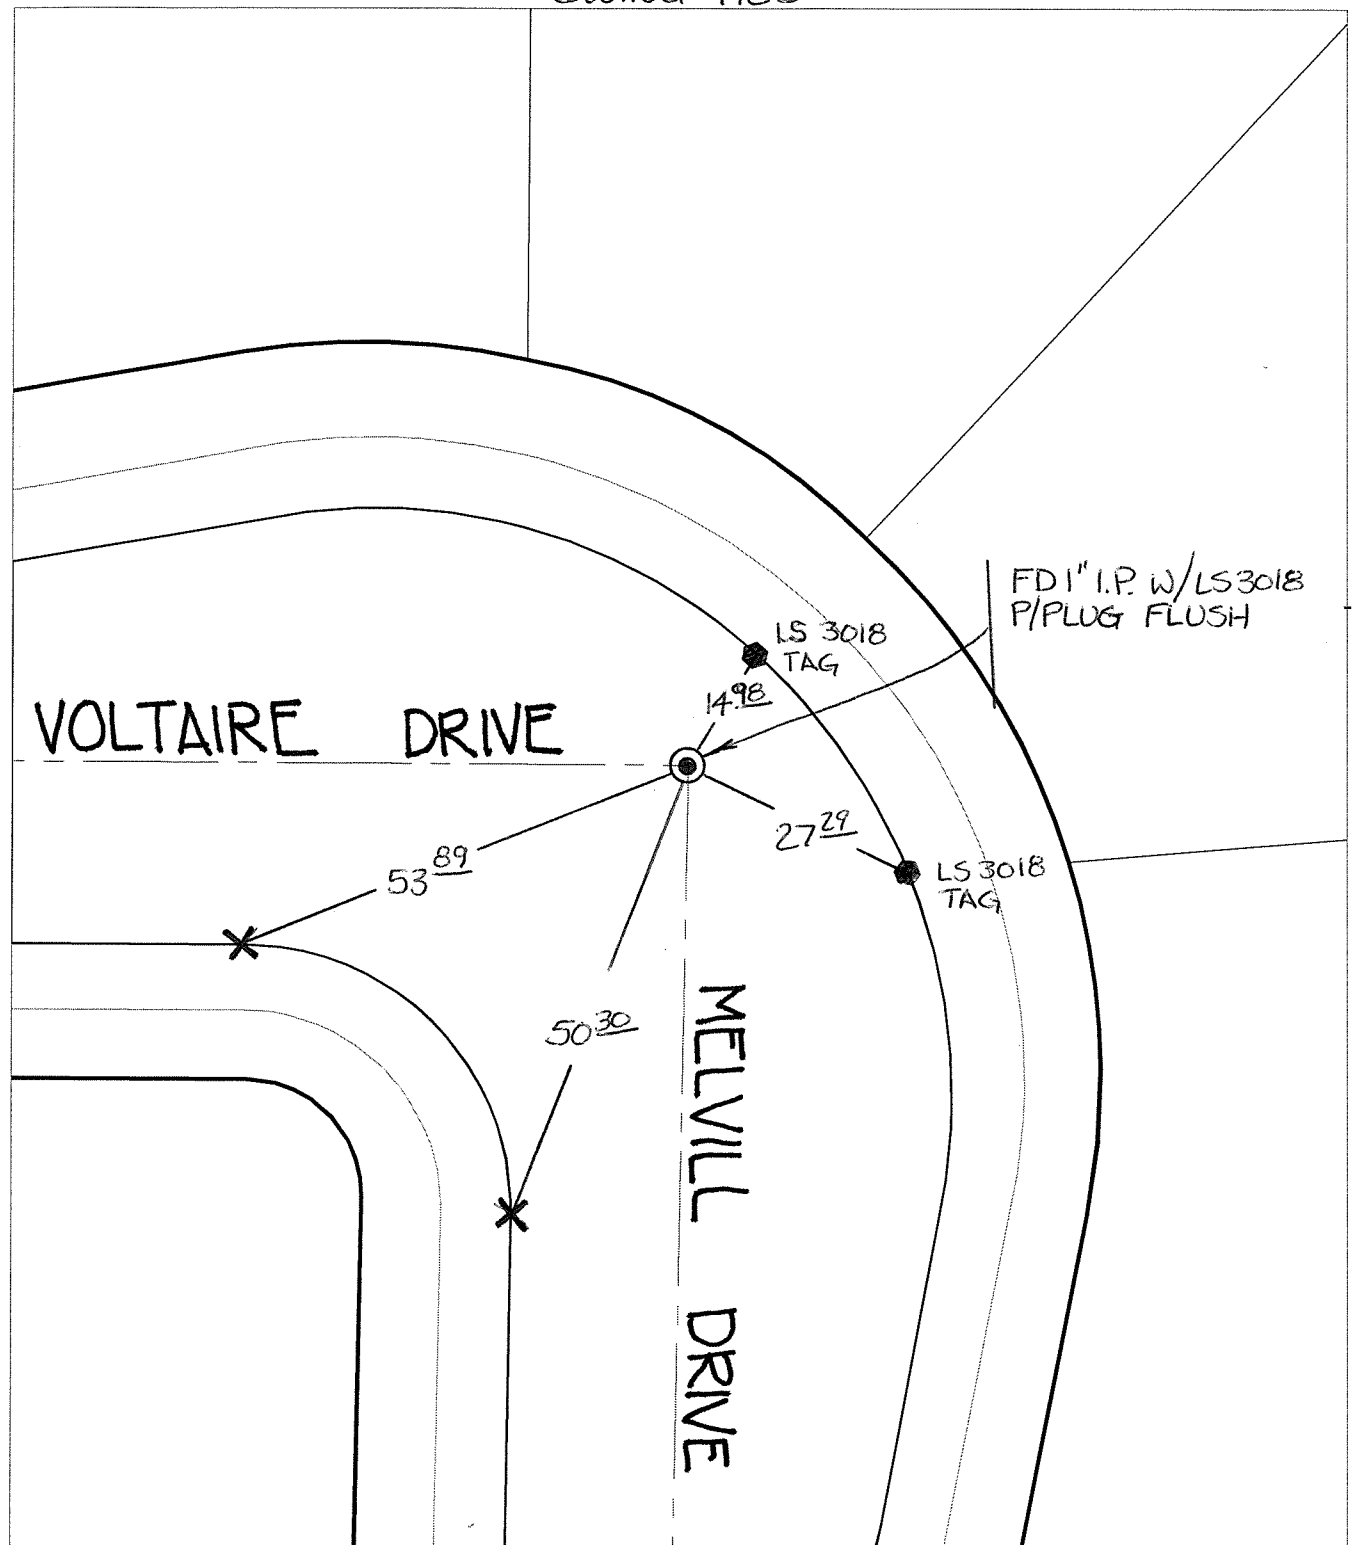 FD 1" I.P. W/LS3018
P/PLUG FLUSH
LS 3018
TAG
14.98
VOLTAIRE DRIVE
27 29
LS 3018
TAG
53 89
50 30
MELVILL DRIVE